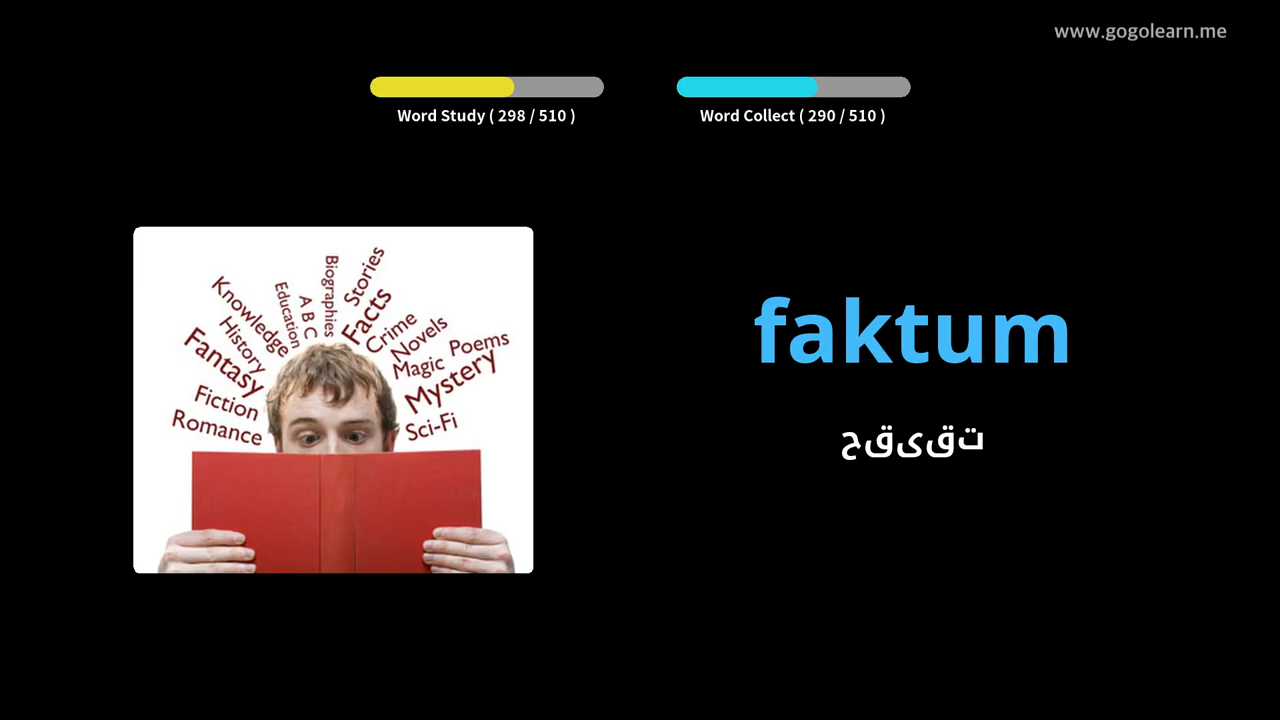 www.gogolearn.me
Word Study ( 298 / 510 )
Word Collect ( 290 / 510 )
Romance
Fiction
Fantasy
History
Knowledge
Education
A B C
Biographies
Stories
Facts
Crime
Novels
Magic
Poems
Mystery
Sci-Fi
faktum
تقیقح